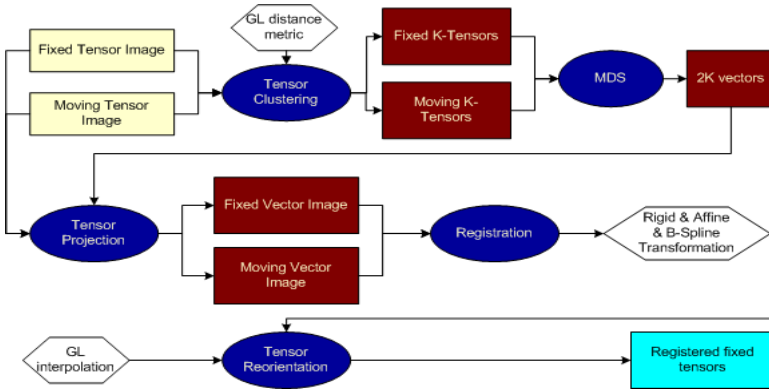 GL distance
metric
Fixed Tensor Image
Moving Tensor
Image
Tensor
Clustering
Fixed K-Tensors
Moving K-
Tensors
MDS
2K vectors
Tensor
Projection
Fixed Vector Image
Moving Vector
Image
Registration
Rigid & Affine
& B-Spline
Transformation
GL
interpolation
Tensor
Reorientation
Registered fixed
tensors